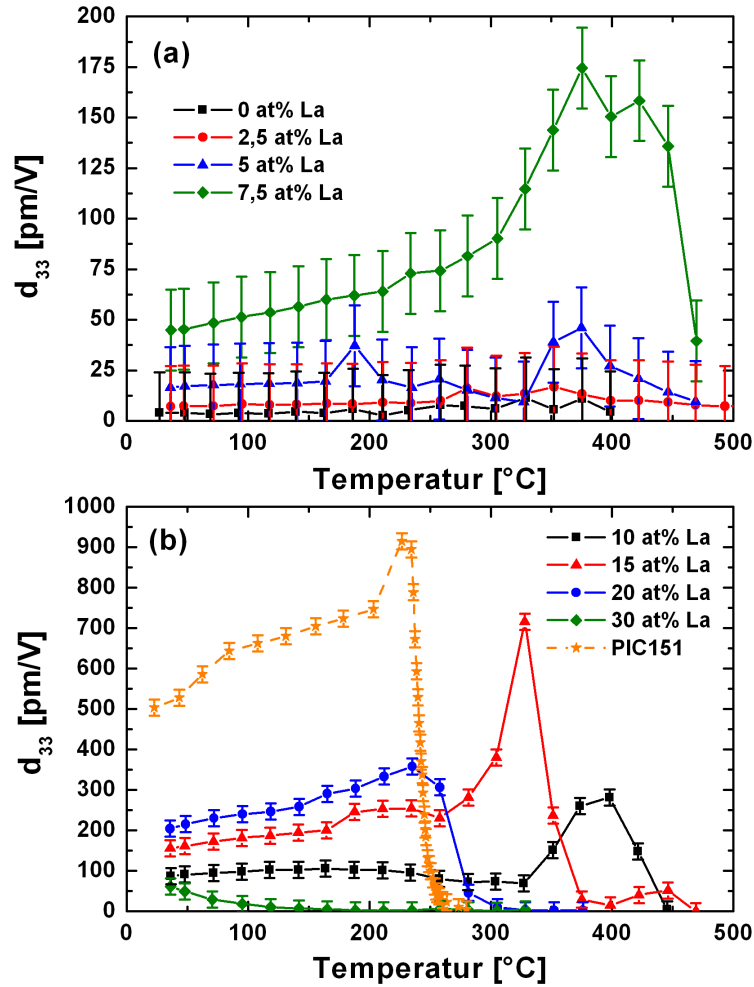 (a)
0 at% La
2,5 at% La
5 at% La
7,5 at% La
200
175
150
125
100
75
50
25
0
d33 [pm/V]
0 100 200 300 400 500
Temperatur [°C]
(b)
10 at% La
15 at% La
20 at% La
30 at% La
PIC151
1000
900
800
700
600
500
400
300
200
100
0
d33 [pm/V]
0 100 200 300 400 500
Temperatur [°C]